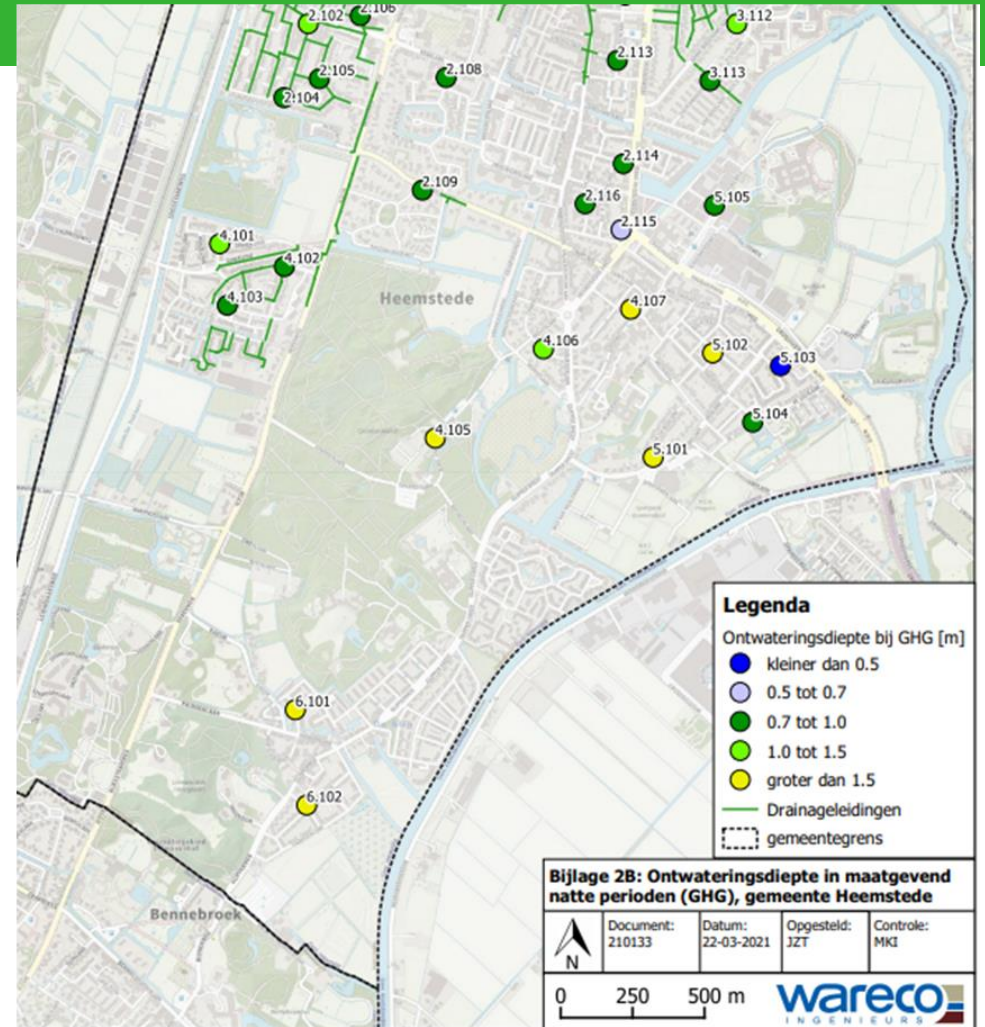 2.102
2.106
3.112
2.105
2.104
2.108
2.113
3.113
2.114
2.109
2.116
5.105
2.115
4.101
4.102
4.103
Heemstede
4.107
4.106
5.102
5.103
5.104
4.105
5.101
6.101
6.102
Bennebroek
Legenda
Ontwateringsdiepte bij GHG [m]
kleiner dan 0.5
0.5 tot 0.7
0.7 tot 1.0
1.0 tot 1.5
groter dan 1.5
Drainageleidingen
gemeentegrens
Bijlage 2B: Ontwateringsdiepte in maatgevend
natte perioden (GHG), gemeente Heemstede
N
Document:
210133
Datum:
22-03-2021
Opgesteld:
JZT
Controle:
MKI
0 250 500 m
wareco
INGENIEURS